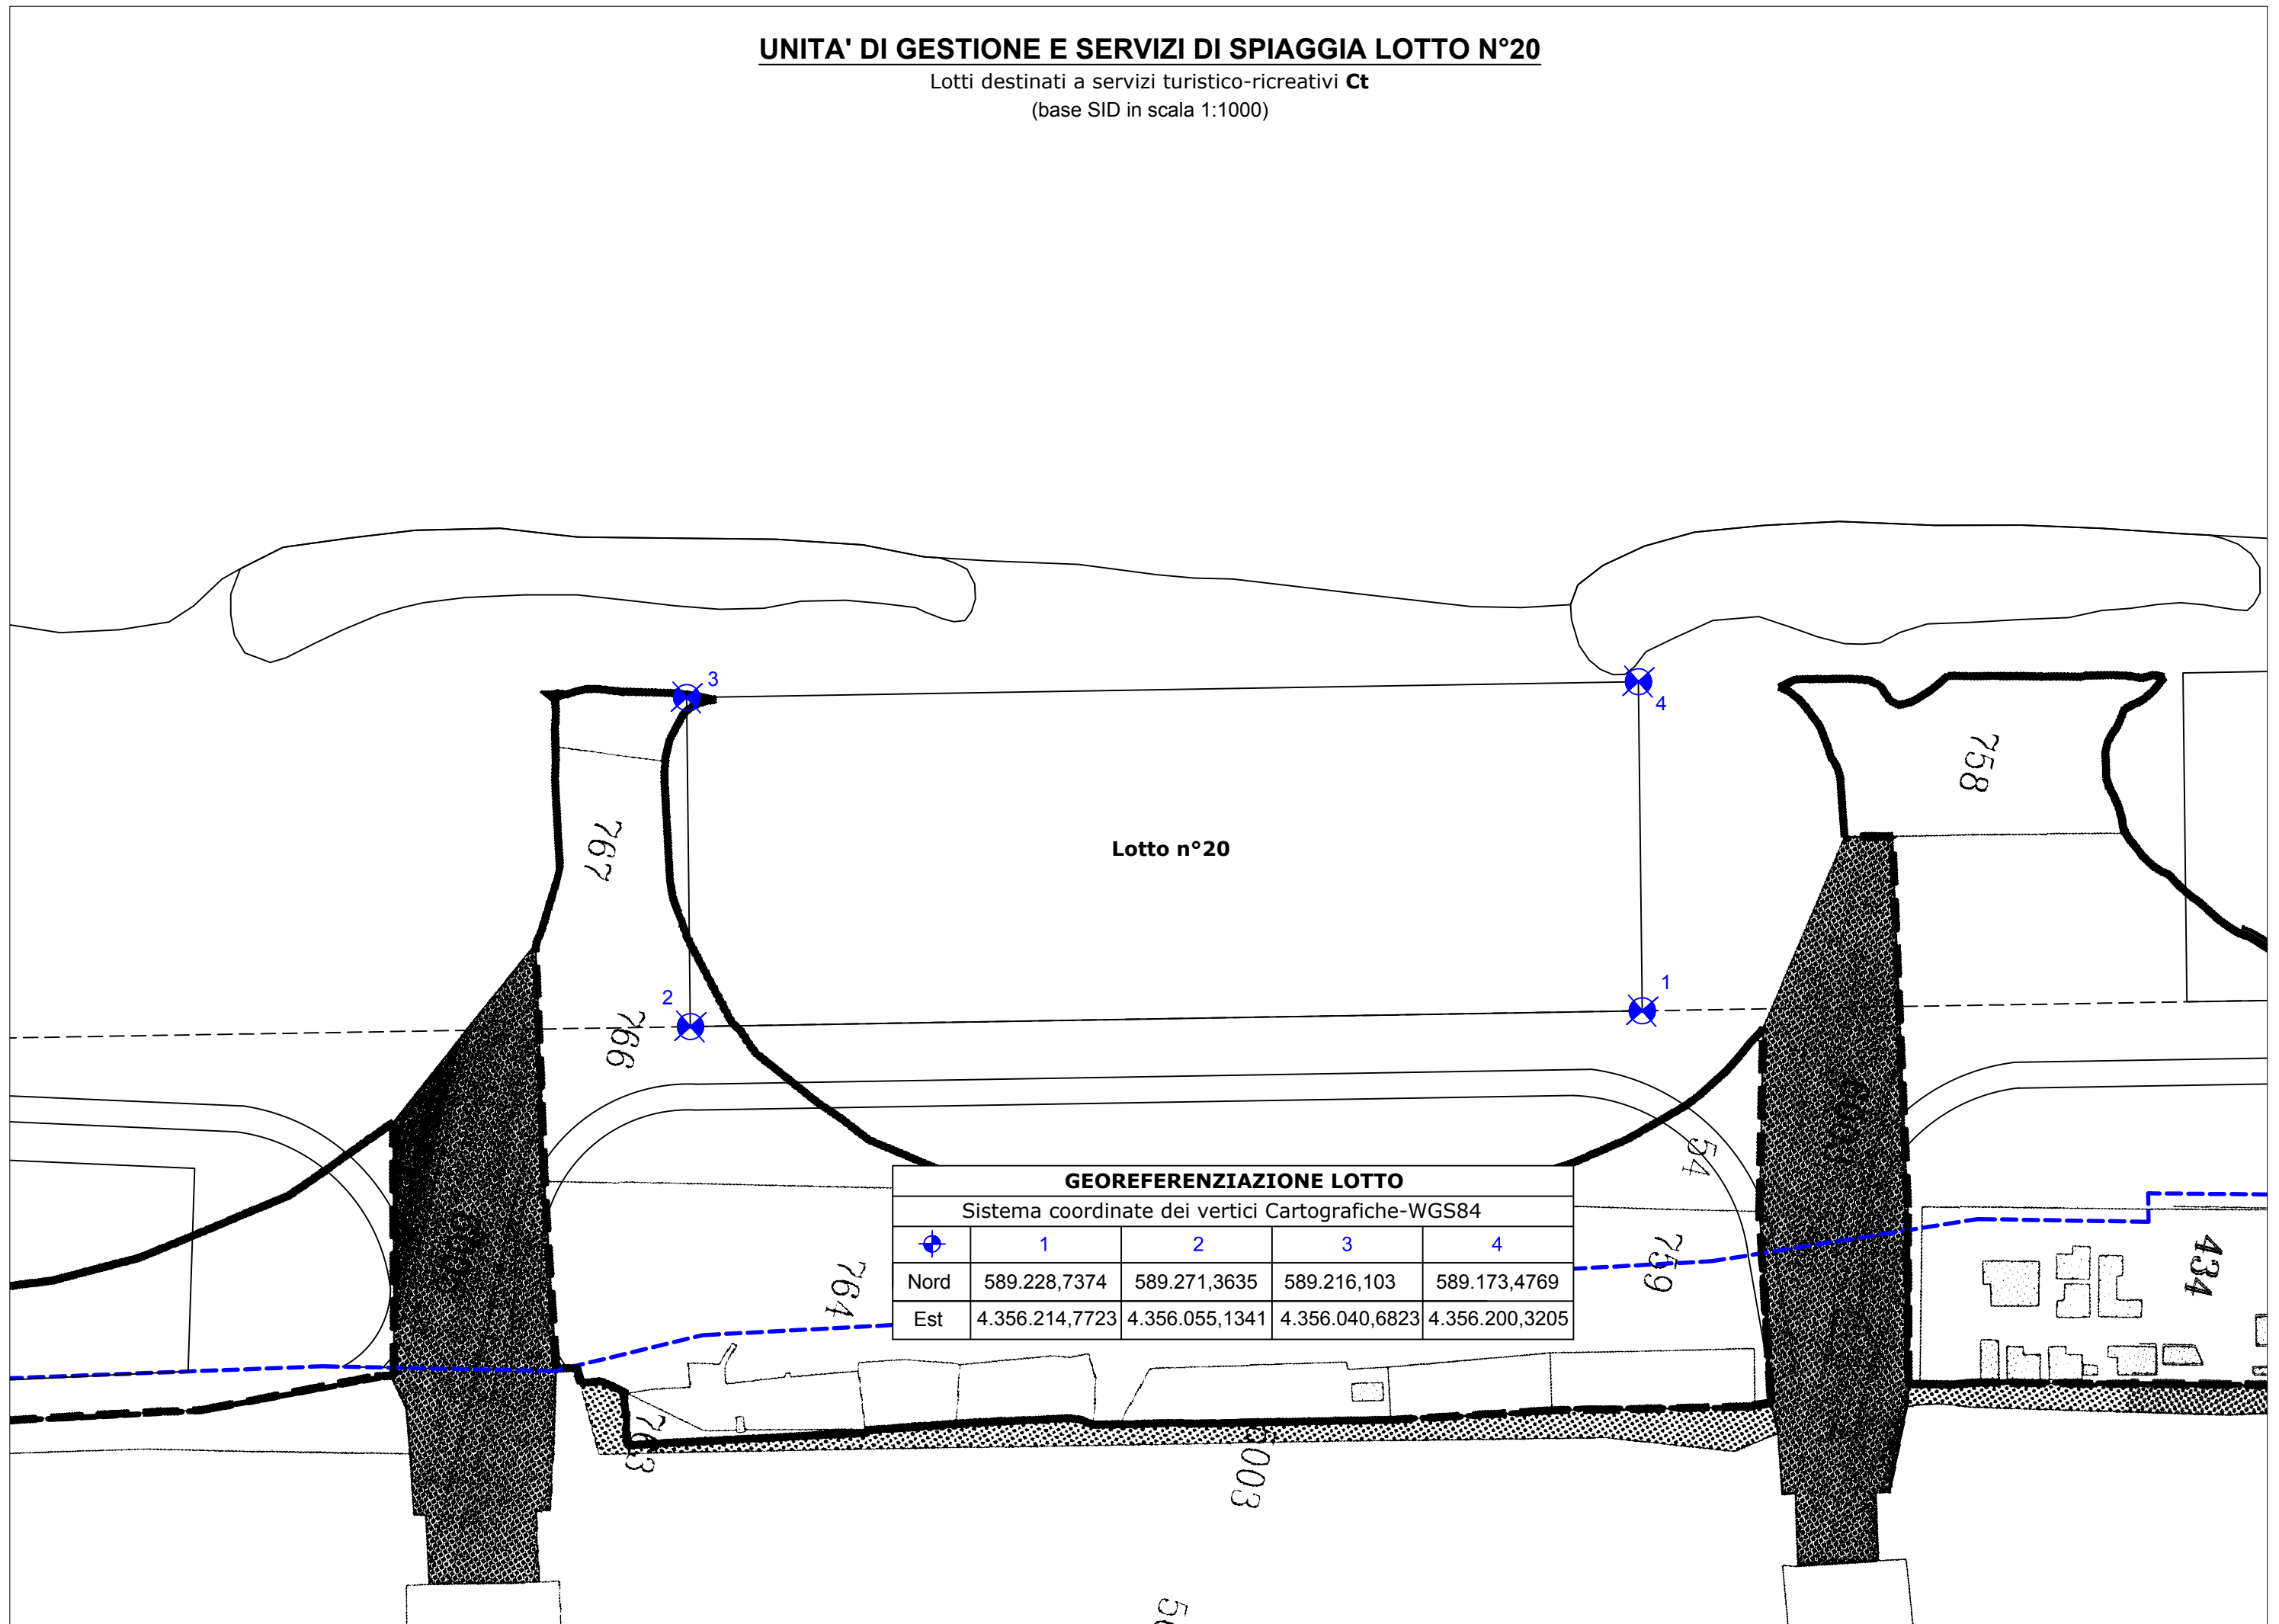 UNITA' DI GESTIONE E SERVIZI DI SPIAGGIA LOTTO N°20
Lotti destinati a servizi turistico-ricreativi Ct
(base SID in scala 1:1000)
3
4
758
767
Lotto n°20
2
1
766
54
GEOREFERENZIAZIONE LOTTO
Sistema coordinate dei vertici Cartografiche-WGS84
1 2 3 4
Nord 589.228,7374 589.271,3635 589.216,103 589.173,4769
Est 4.356.214,7723 4.356.055,1341 4.356.040,6823 4.356.200,3205
764
759
434
763
6003